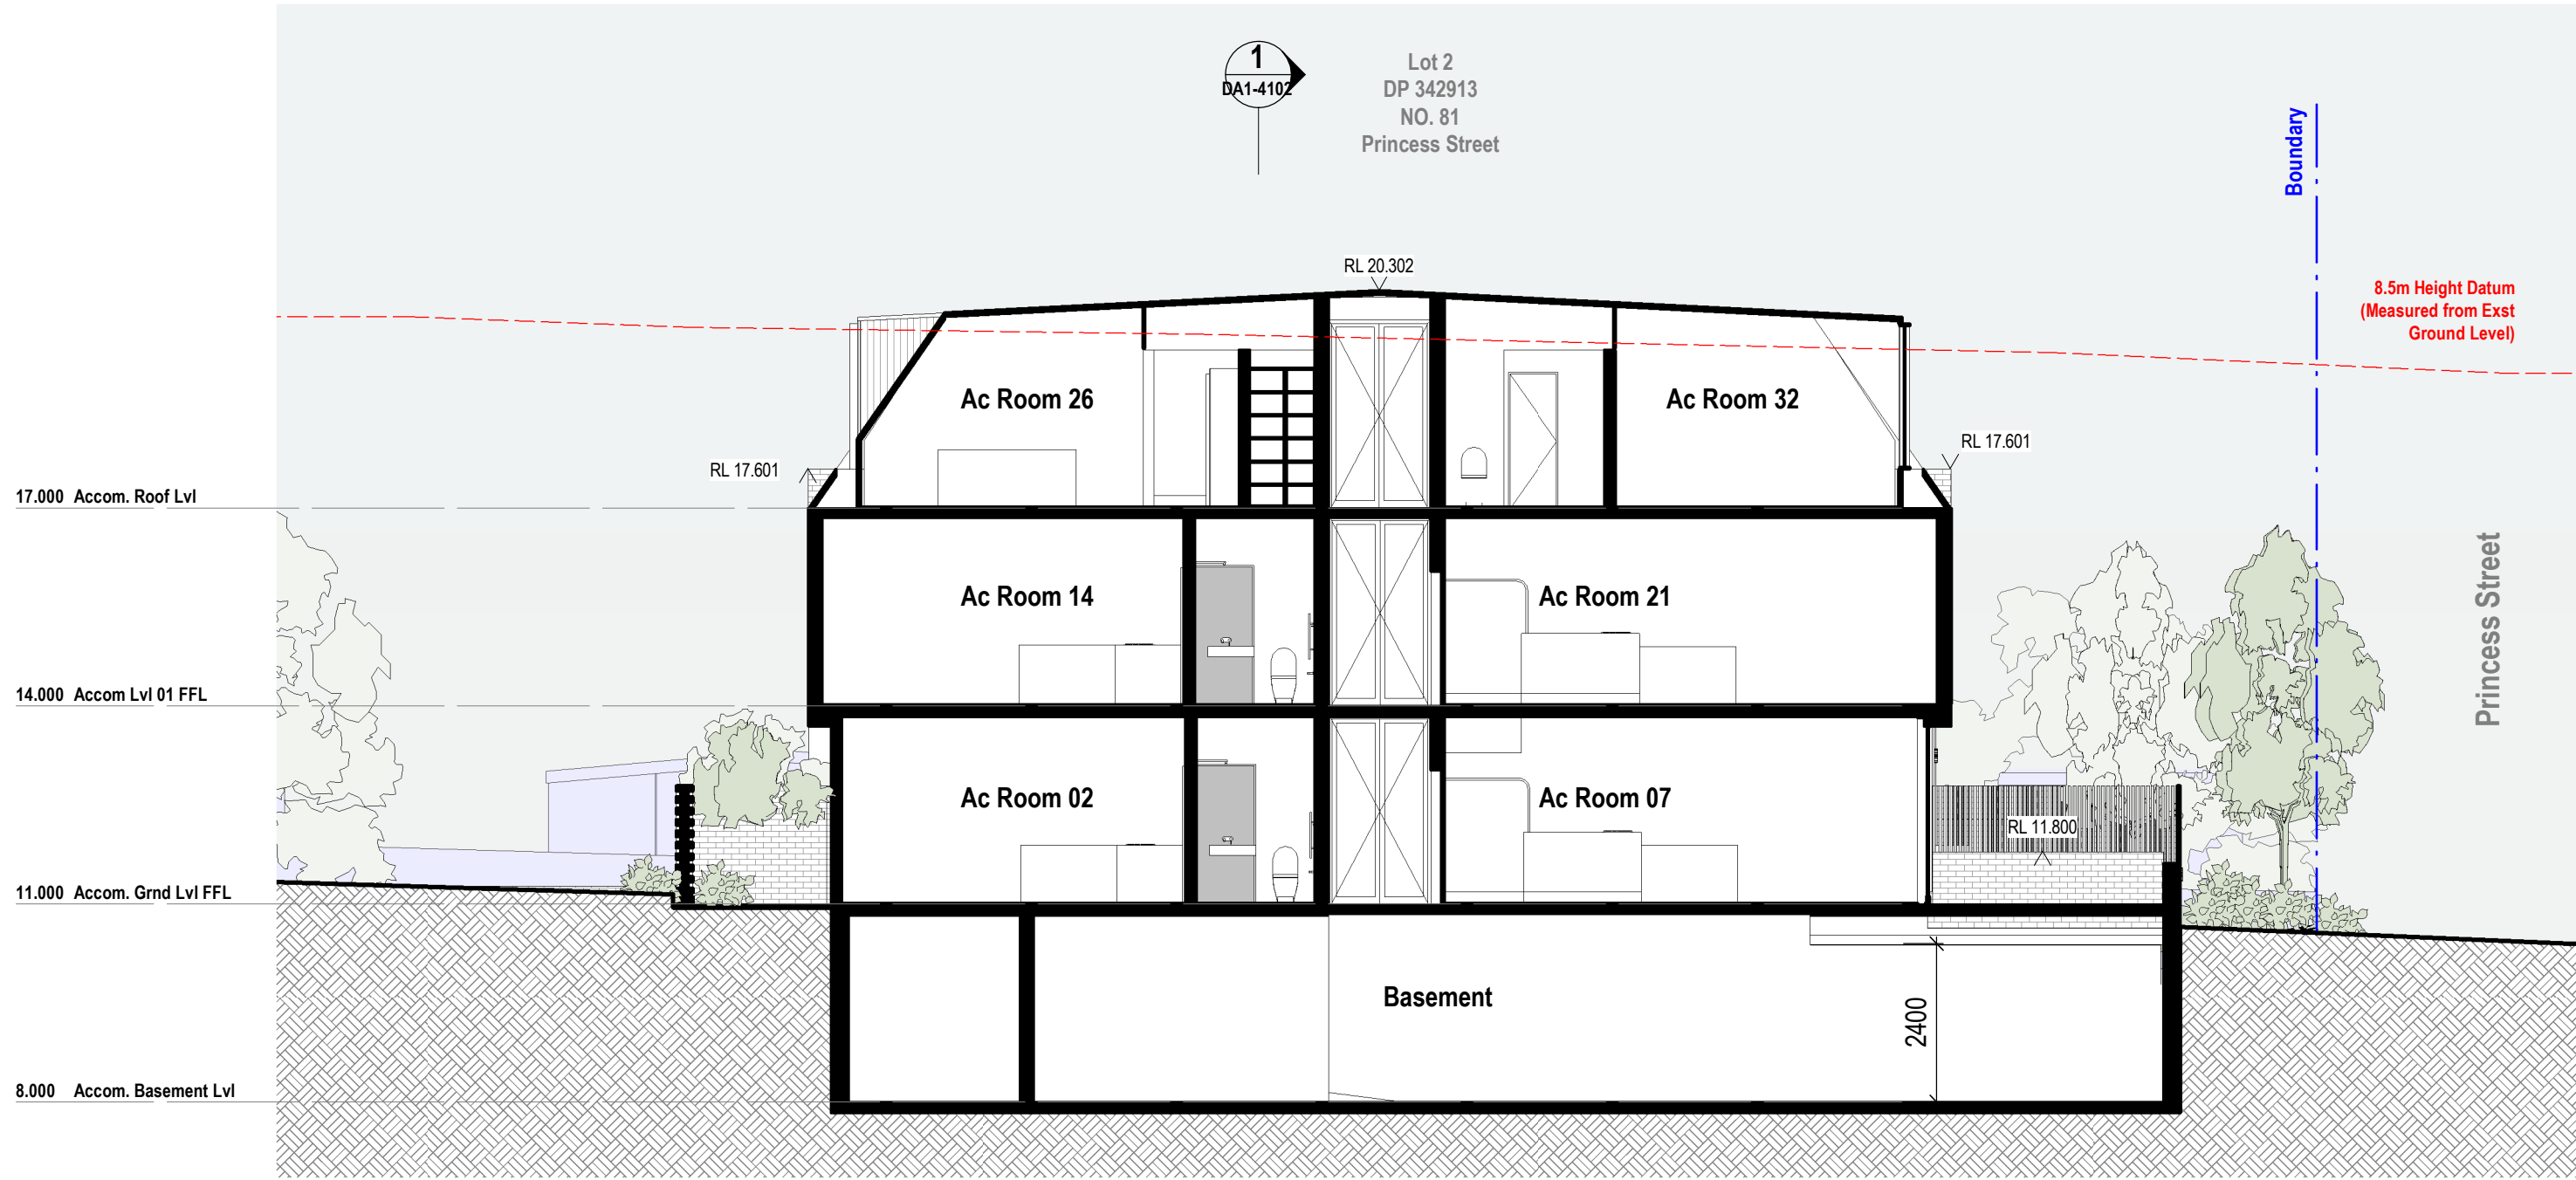 1
DA1-4102
Lot 2
DP 342913
NO. 81
Princess Street
Boundary
RL 20.302
8.5m Height Datum
(Measured from Exst
Ground Level)
Ac Room 26
Ac Room 32
RL 17.601
RL 17.601
17.000 Accom. Roof Lvl
Ac Room 14
Ac Room 21
Princess Street
14.000 Accom Lvl 01 FFL
Ac Room 02
Ac Room 07
RL 11.800
11.000 Accom. Grnd Lvl FFL
Basement
2400
8.000 Accom. Basement Lvl